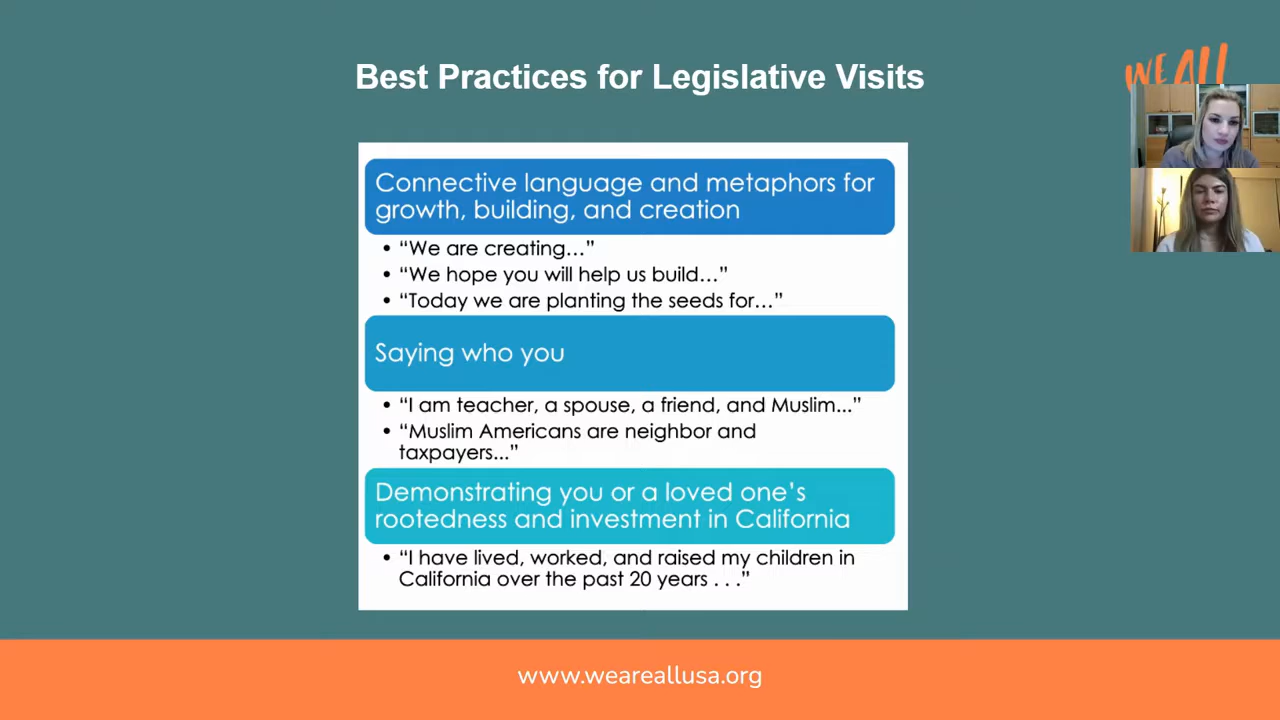 Best Practices for Legislative Visits
WE All
Connective language and metaphors for
growth, building, and creation
• “We are creating…”
• “We hope you will help us build…”
• “Today we are planting the seeds for…”
Saying who you
• “I am teacher, a spouse, a friend, and Muslim...”
• “Muslim Americans are neighbor and
taxpayers...”
Demonstrating you or a loved one’s
rootedness and investment in California
• “I have lived, worked, and raised my children in
California over the past 20 years . . .”
www.weareallusa.org